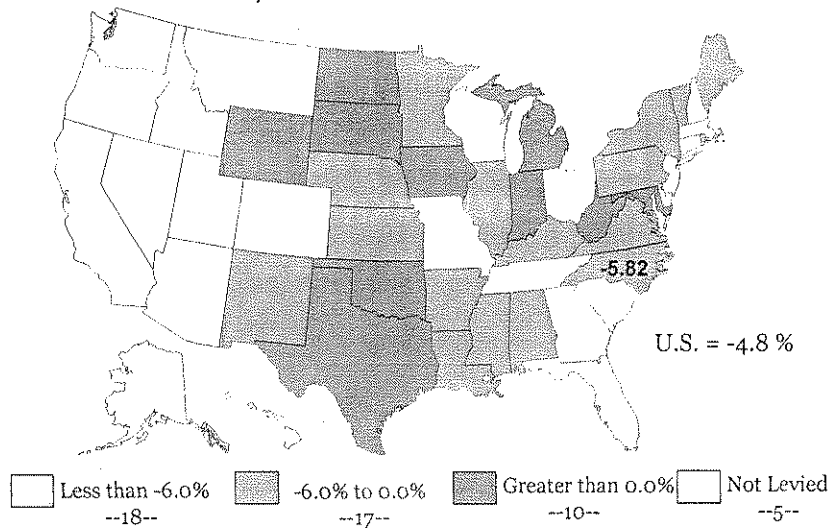 -5.82
U.S. = -4.8 %
Less than -6.0% -6.0% to 0.0% Greater than 0.0% Not Levied
--18-- --17-- --10-- --5--